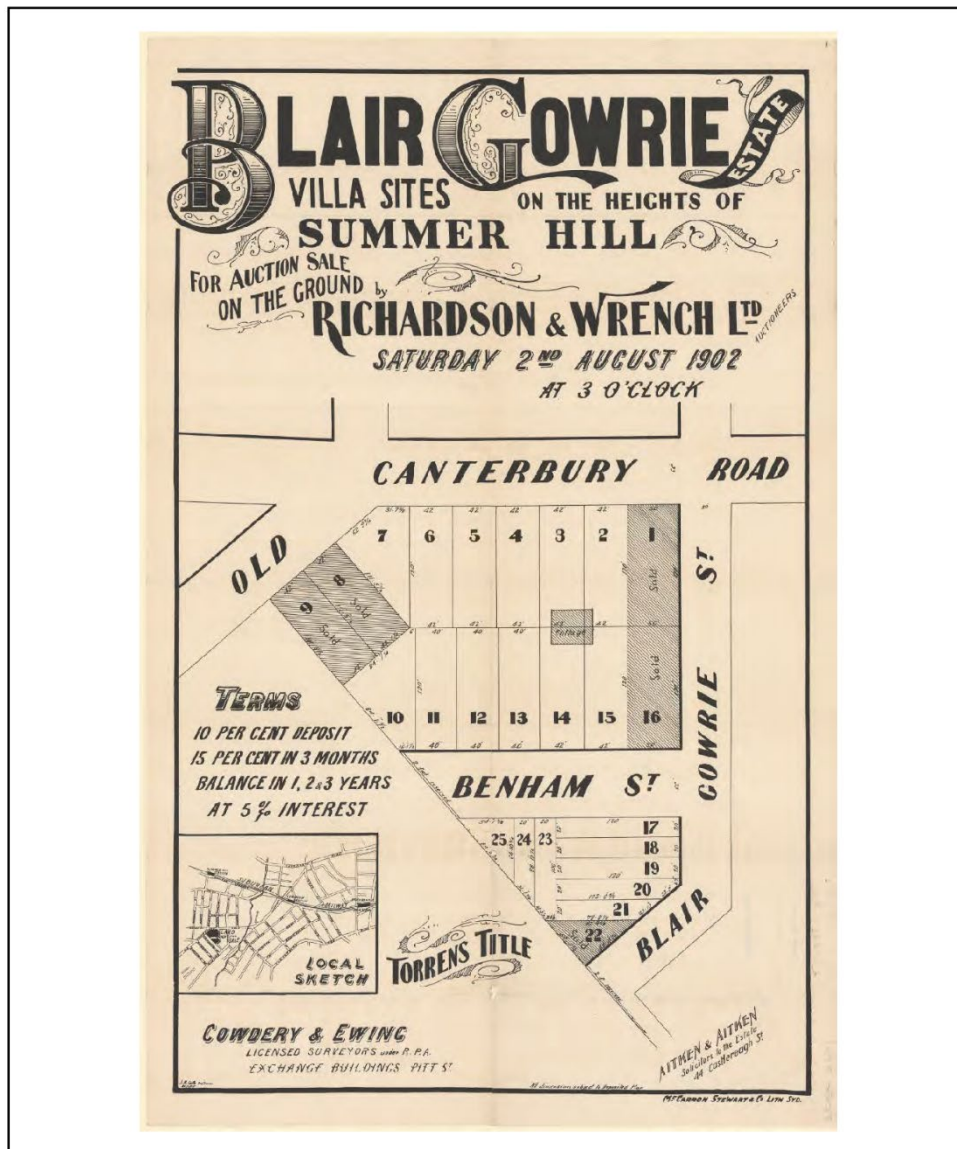 BLAIR GOWRIE ESTATE
VILLA SITES ON THE HEIGHTS OF
SUMMER HILL
FOR AUCTION SALE
ON THE GROUND by
RICHARDSON & WRENCH LTD
AUCTIONEERS
SATURDAY 2ND AUGUST 1902
AT 3 O'CLOCK
OLD CANTERBURY ROAD
7 6 5 4 3 2 1
42' 42' 42' 42' 42'
Sold
8 Sold
9 Sold
Cottage
Sold
10 11 12 13 14 15 16
BLAIR GOWRIE ST
BENHAM ST
TERMS
10 PER CENT DEPOSIT
15 PER CENT IN 3 MONTHS
BALANCE IN 1, 2 & 3 YEARS
AT 5% INTEREST
25 24 23
17
18
19
20
21
Sold 22
LOCAL
SKETCH
TORRENS TITLE
COWDERY & EWING
LICENSED SURVEYORS under R.P.A.
EXCHANGE BUILDINGS PITT ST
AITKEN & AITKEN
Solicitors to the Estate
44 Castlereagh St
MCCARRON STEWART & CO LITH SYD.